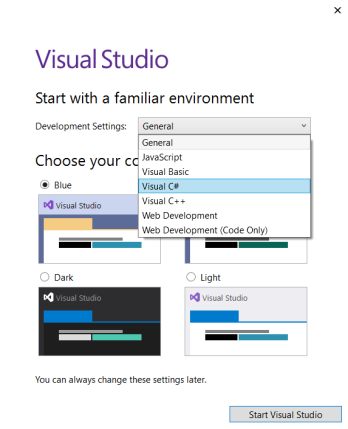 Visual Studio
Start with a familiar environment
Development Settings: General
General
JavaScript
Visual Basic
Visual C#
Visual C++
Web Development
Web Development (Code Only)
Choose your co
Blue
Visual Studio
Dark
Light
Visual Studio
Visual Studio
You can always change these settings later.
Start Visual Studio